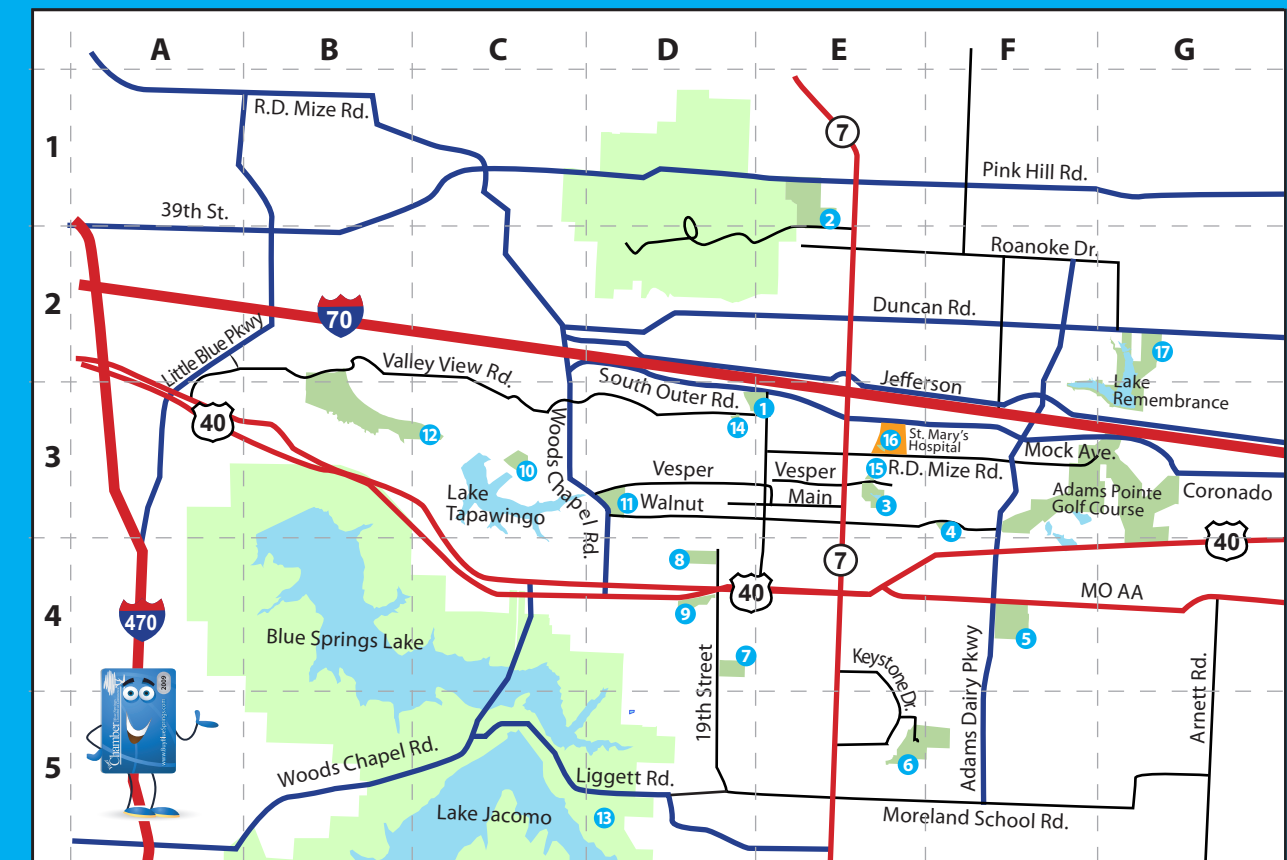 A B C D E F G
1
R.D. Mize Rd.
7
Pink Hill Rd.
39th St.
2
Roanoke Dr.
2
70
Duncan Rd.
Little Blue Pkwy
Valley View Rd.
South Outer Rd.
Jefferson
17
Lake
Remembrance
40
1
14
12
16
St. Mary's
Hospital
Mock Ave.
3
Woods Chapel Rd.
10
Vesper
Vesper
15
R.D. Mize Rd.
Lake
Tapawingo
11
Walnut
Main
3
Adams Pointe
Golf Course
Coronado
4
40
8
7
40
MO AA
4
470
9
5
Blue Springs Lake
7
19th Street
Keystone Dr.
Adams Dairy Pkwy
Arnett Rd.
Chamber
2009
www.BuyBlueSprings.com
5
Woods Chapel Rd.
Liggett Rd.
6
Lake Jacomo
13
Moreland School Rd.